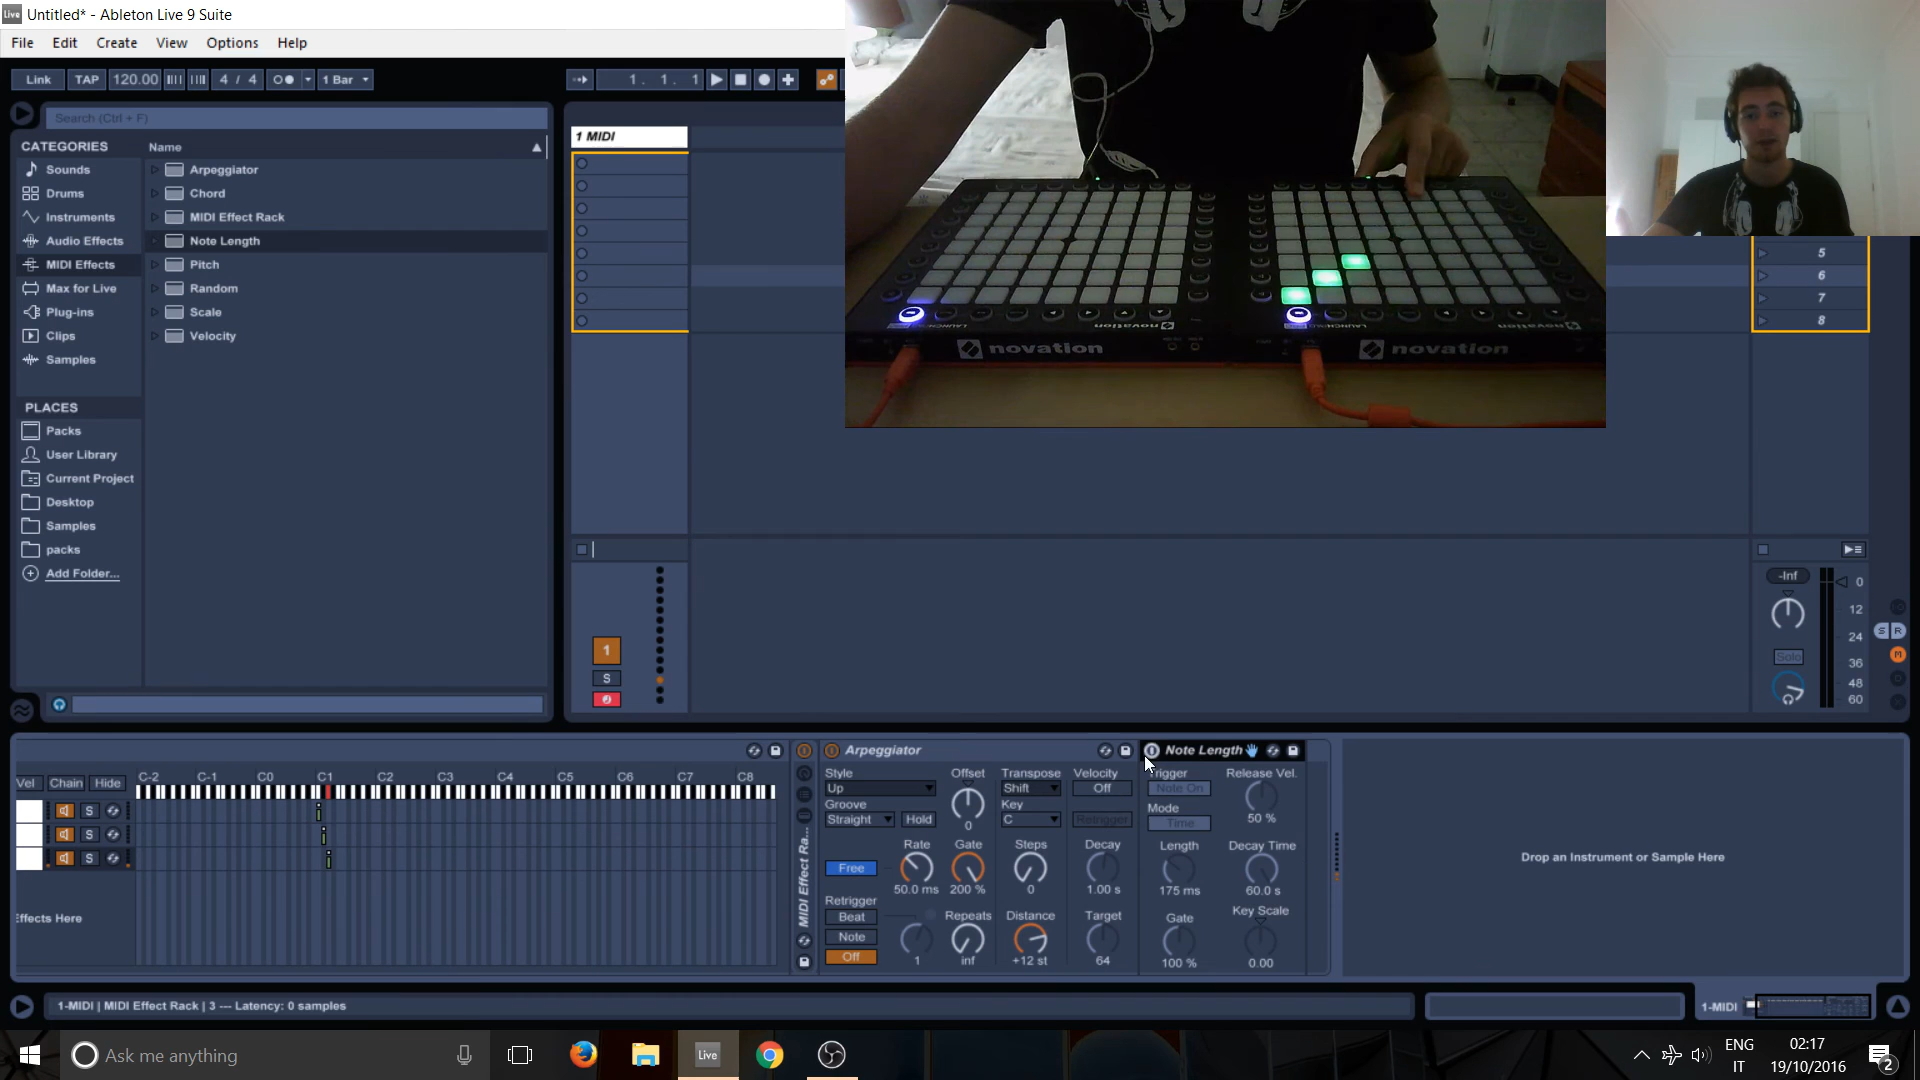 Live Untitled* - Ableton Live 9 Suite
File Edit Create View Options Help
Link TAP 120.00 4 / 4 1 Bar 1. 1. 1
Search (Ctrl + F)
CATEGORIES
Sounds
Drums
Instruments
Audio Effects
MIDI Effects
Max for Live
Plug-ins
Clips
Samples
PLACES
Packs
User Library
Current Project
Desktop
Samples
packs
Add Folder...
Name
Arpeggiator
Chord
MIDI Effect Rack
Note Length
Pitch
Random
Scale
Velocity
1 MIDI
novation
novation
novation
novation
5
6
7
8
1
S
-Inf
Solo
0
12
24
36
48
60
S R
M
Vel Chain Hide
C-2 C-1 C0 C1 C2 C3 C4 C5 C6 C7 C8
S
S
S
Effects Here
MIDI Effect Ra...
Arpeggiator
Style
Up
Groove
Straight Hold
Offset
0
Transpose
Shift
Key
C
Velocity
Off
Retrigger
Free
Rate
50.0 ms
Gate
200 %
Steps
0
Decay
1.00 s
Retrigger
Beat
Note
Off
1
Repeats
inf
Distance
+12 st
Target
64
Note Length
Trigger
Note On
Mode
Time
Release Vel.
50 %
Length
175 ms
Decay Time
60.0 s
Gate
100 %
Key Scale
0.00
Drop an Instrument or Sample Here
1-MIDI | MIDI Effect Rack | 3 --- Latency: 0 samples
1-MIDI
Ask me anything
Live
ENG
IT
02:17
19/10/2016
2